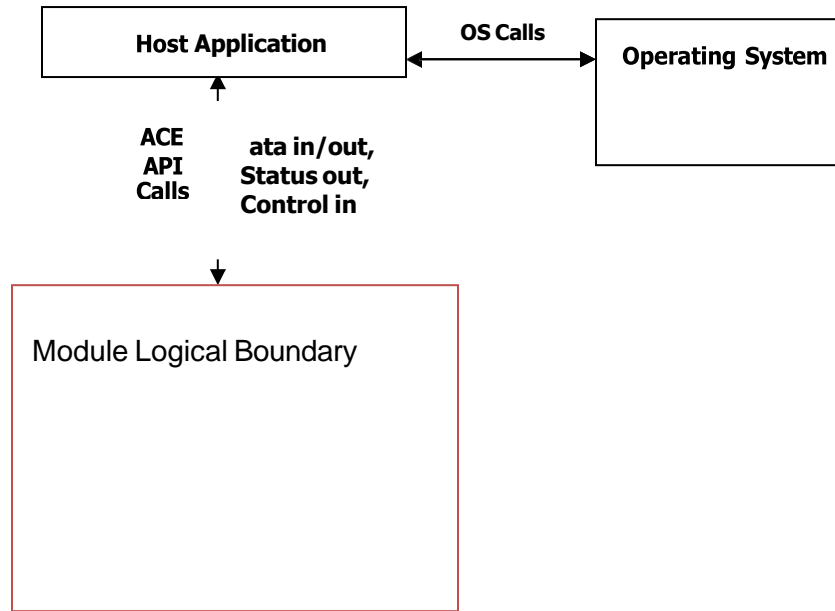 Host Application
OS Calls
Operating System
ACE
API
Calls
ata in/out,
Status out,
Control in
Module Logical Boundary